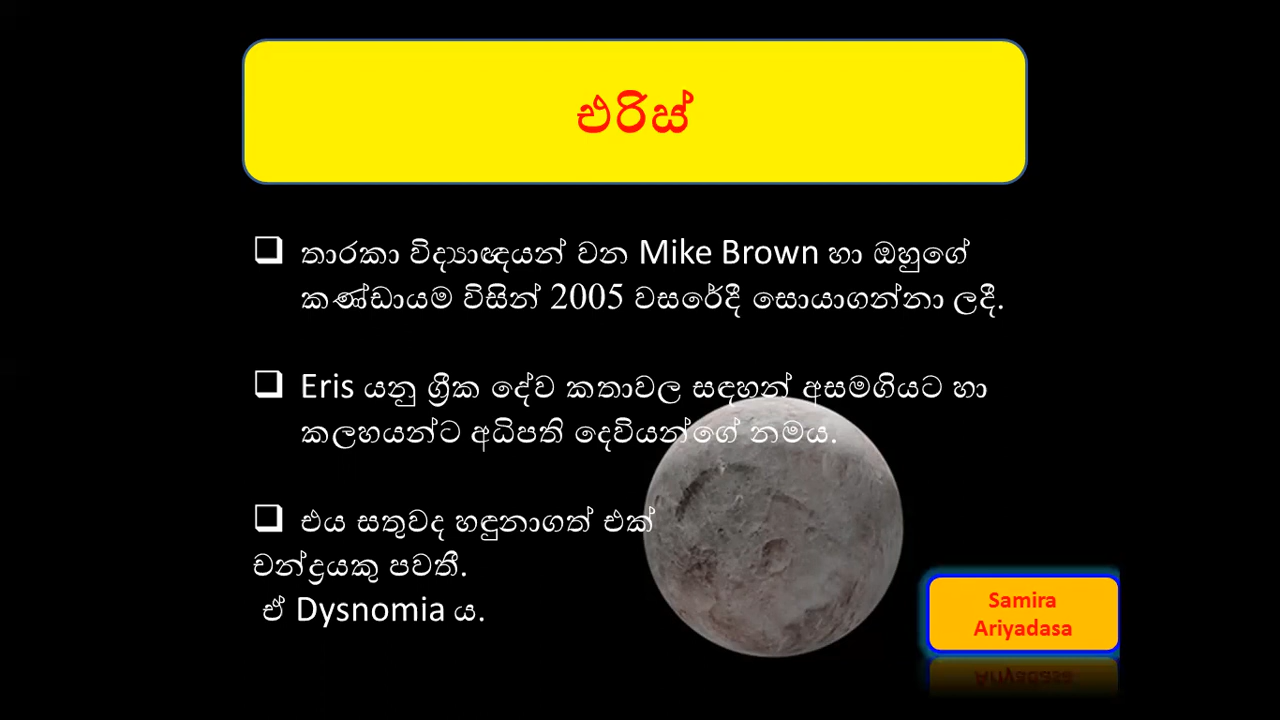 එරිස්
❑ තාරකා විද්‍යාඥයන් වන Mike Brown හා ඔහුගේ
කණ්ඩායම විසින් 2005 වසරේදී සොයාගන්නා ලදී.
❑ Eris යනු ග්‍රීක දේව කතාවල සඳහන් අසමගියට හා
කලහයන්ට අධිපති දෙවියන්ගේ නමය.
❑ එය සතුවද හඳුනාගත් එක්
චන්ද්‍රයකු පවතී.
ඒ Dysnomia ය.
Samira
Ariyadasa